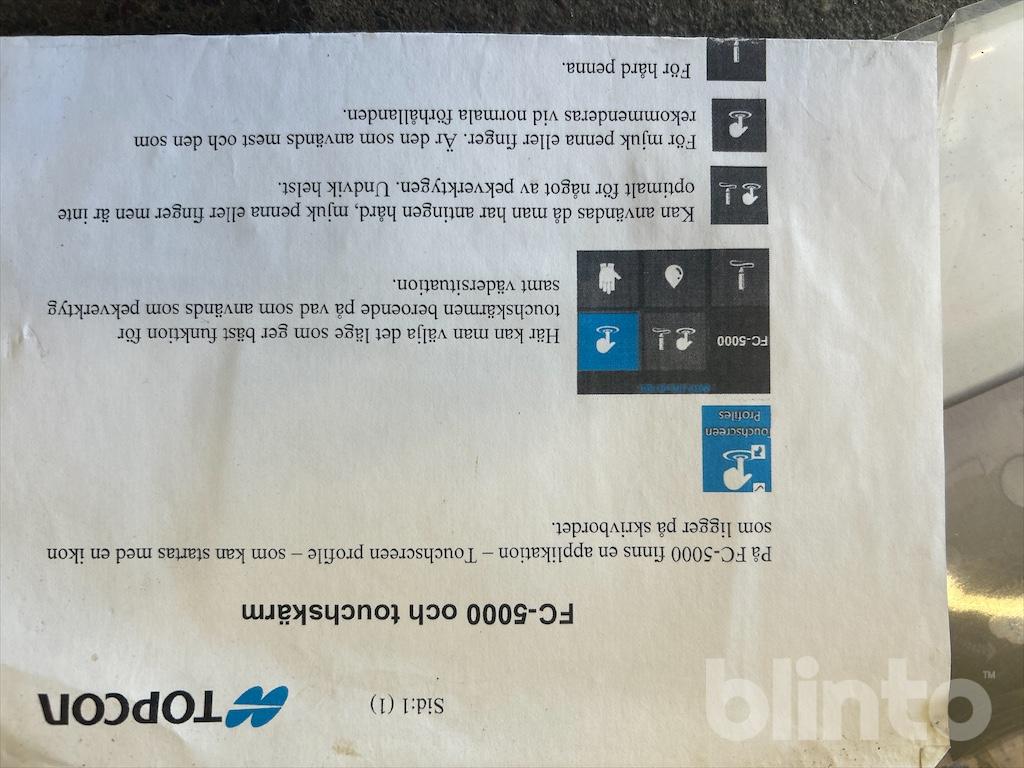 TOPCON
Sid:1 (1)
FC-5000 och touchskärm
På FC-5000 finns en applikation – Touchscreen profile – som kan startas med en ikon
som ligger på skrivbordet.
Touchscreen
Profiles
FC-5000
Här kan man välja det läge som ger bäst funktion för
touchskärmen beroende på vad som används som pekverktyg
samt vädersituation.
Kan användas då man har antingen hård, mjuk penna eller finger men är inte
optimalt för något av pekverktygen. Undvik helst.
För mjuk penna eller finger. Är den som används mest och den som
rekommenderas vid normala förhållanden.
För hård penna.
blinto™